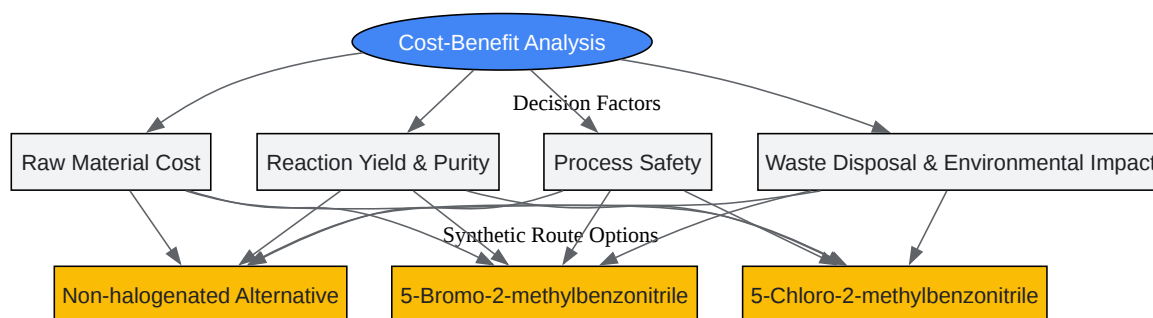 Cost-Benefit Analysis
Decision Factors
Raw Material Cost
Reaction Yield & Purity
Process Safety
Waste Disposal & Environmental Impact
Synthetic Route Options
Non-halogenated Alternative
5-Bromo-2-methylbenzonitrile
5-Chloro-2-methylbenzonitrile